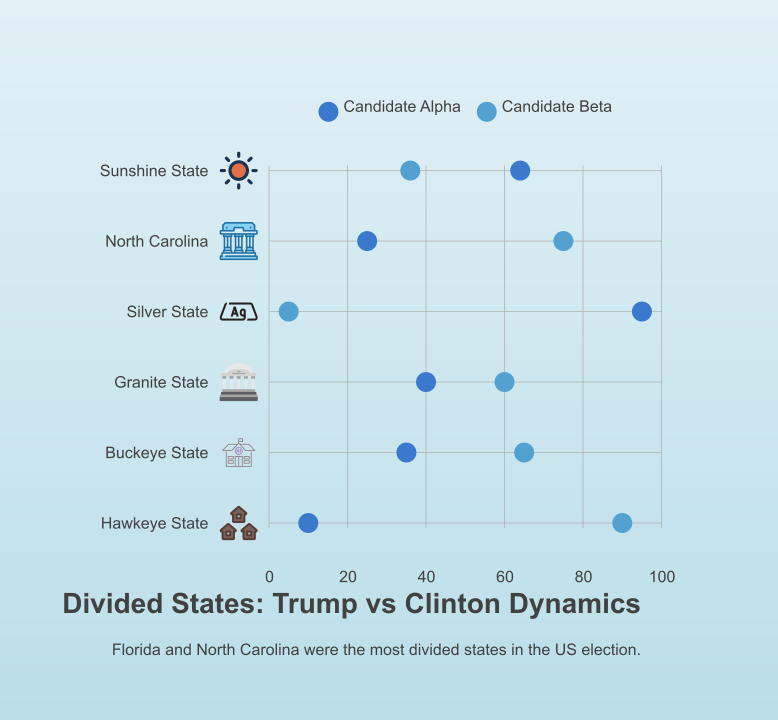 Candidate Alpha
Candidate Beta
Sunshine State
North Carolina
Silver State
Ag
Granite State
Buckeye State
Hawkeye State
0 20 40 60 80 100
Divided States: Trump vs Clinton Dynamics
Florida and North Carolina were the most divided states in the US election.